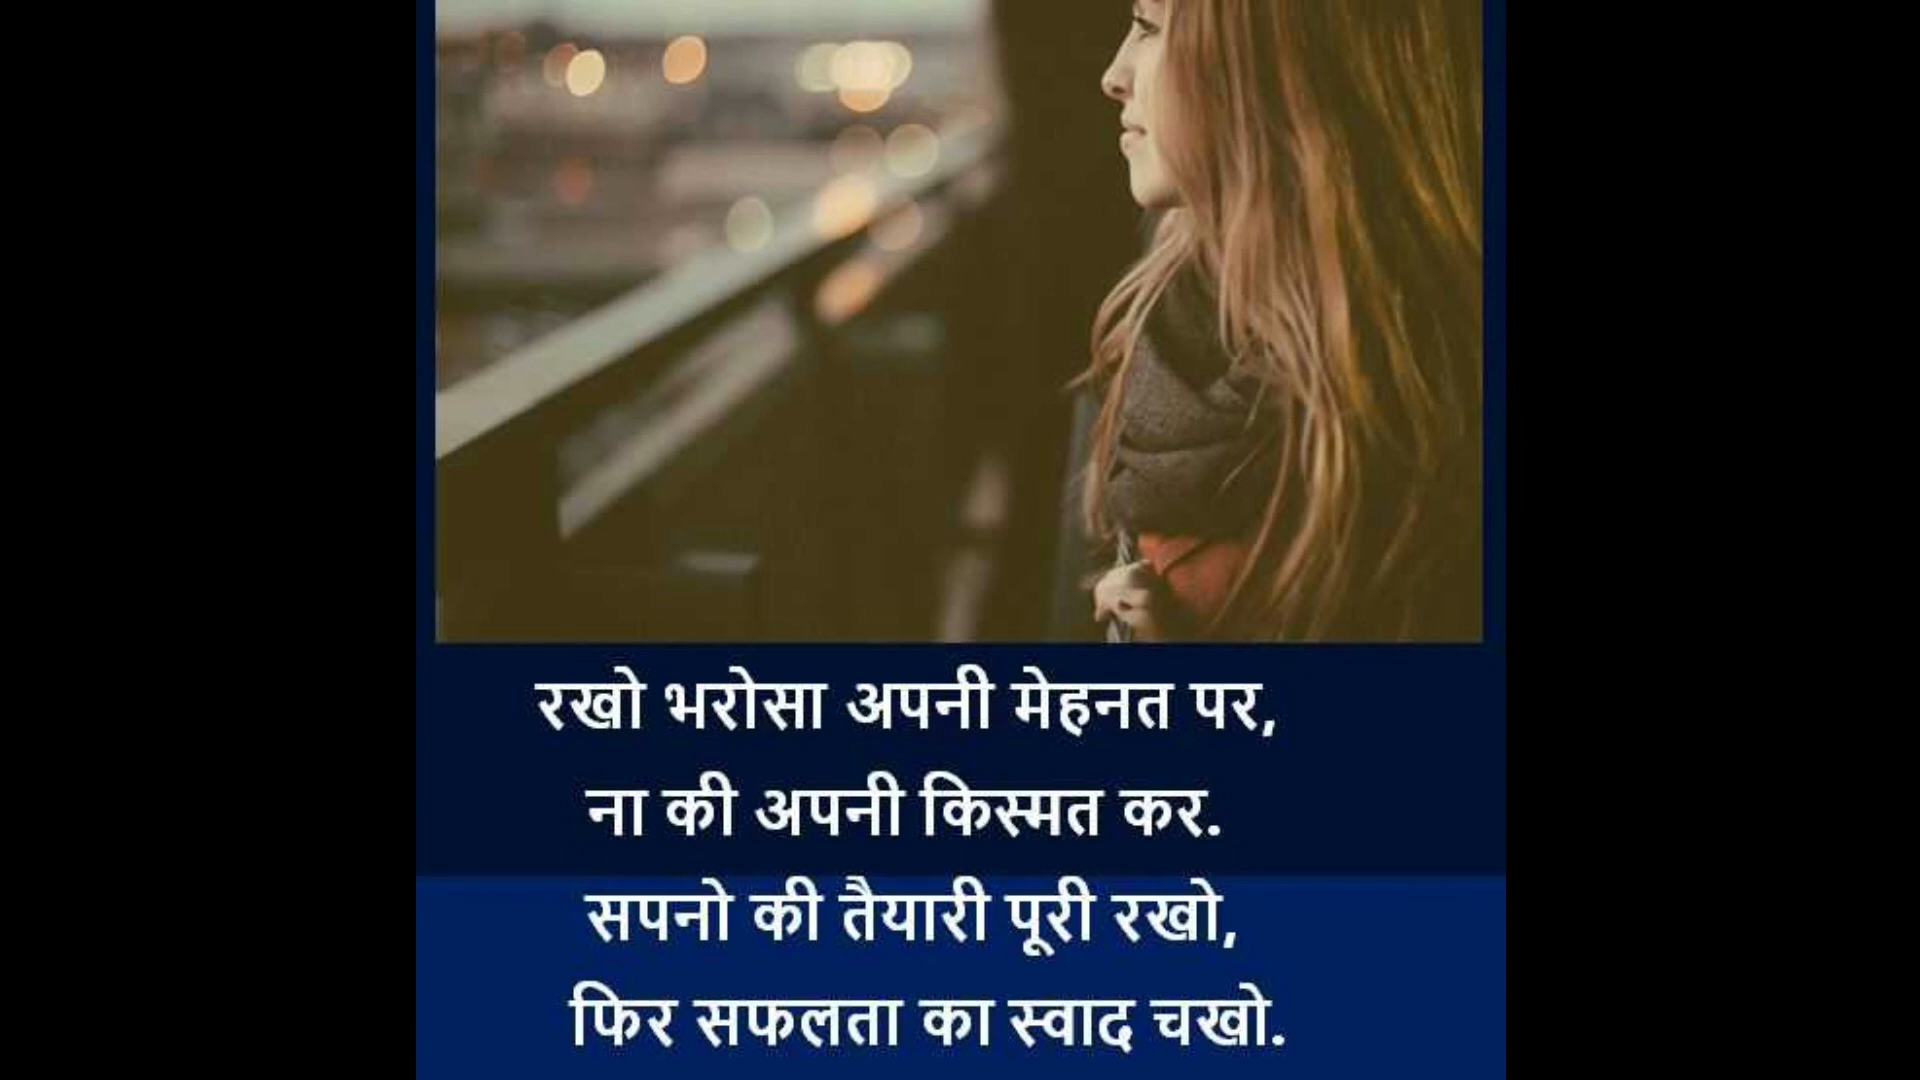 रखो भरोसा अपनी मेहनत पर,
ना की अपनी किस्मत कर.
सपनो की तैयारी पूरी रखो,
फिर सफलता का स्वाद चखो.